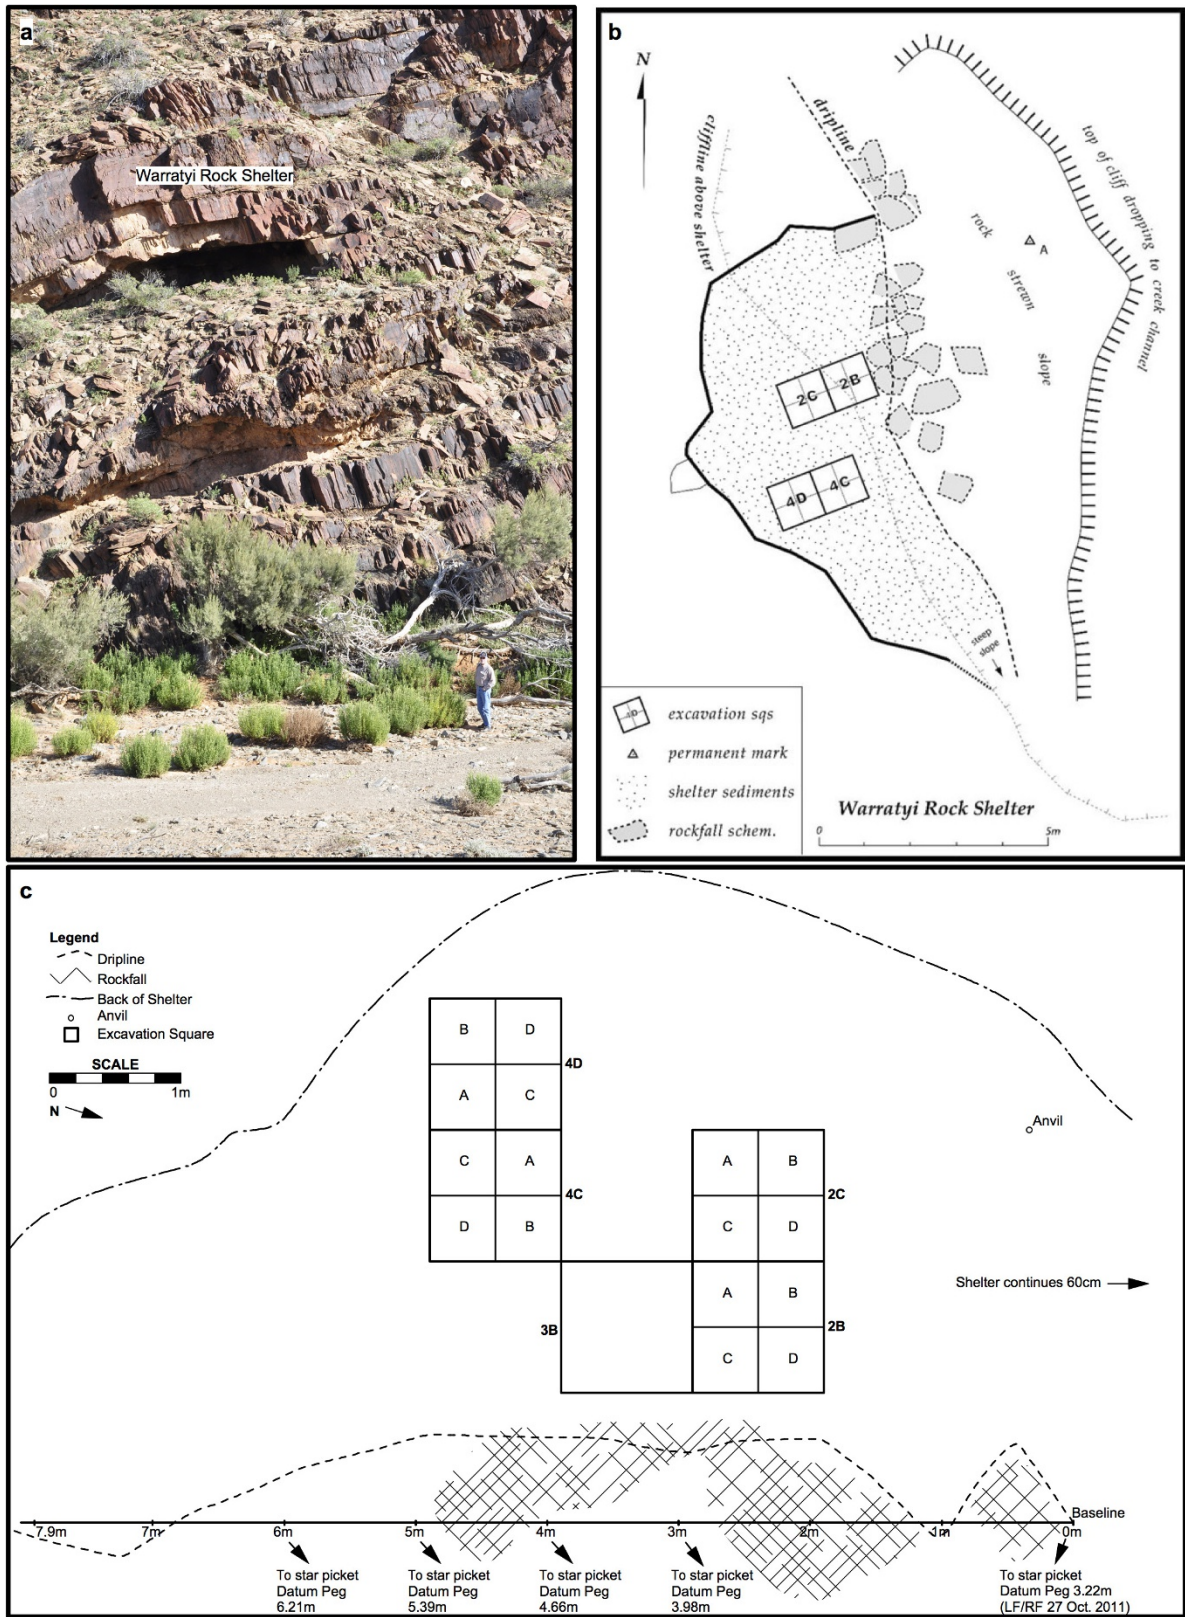 a
Warratyi Rock Shelter
b
N
dripline
cliffline above shelter
top of cliff dropping to creek channel
rock
strewn
slope
A
2C
2B
4D
4C
steep
slope
4D
excavation sqs
permanent mark
shelter sediments
rockfall schem.
Warratyi Rock Shelter
0
5m
c
Legend
Dripline
Rockfall
Back of Shelter
Anvil
Excavation Square
SCALE
0
1m
N
B
D
4D
A
C
C
A
4C
D
B
A
B
2C
C
D
A
B
2B
C
D
3B
Anvil
Shelter continues 60cm
Baseline
7.9m
7m
6m
5m
4m
3m
2m
1m
0m
To star picket
Datum Peg
6.21m
To star picket
Datum Peg
5.39m
To star picket
Datum Peg
4.66m
To star picket
Datum Peg
3.98m
To star picket
Datum Peg 3.22m
(LF/RF 27 Oct. 2011)